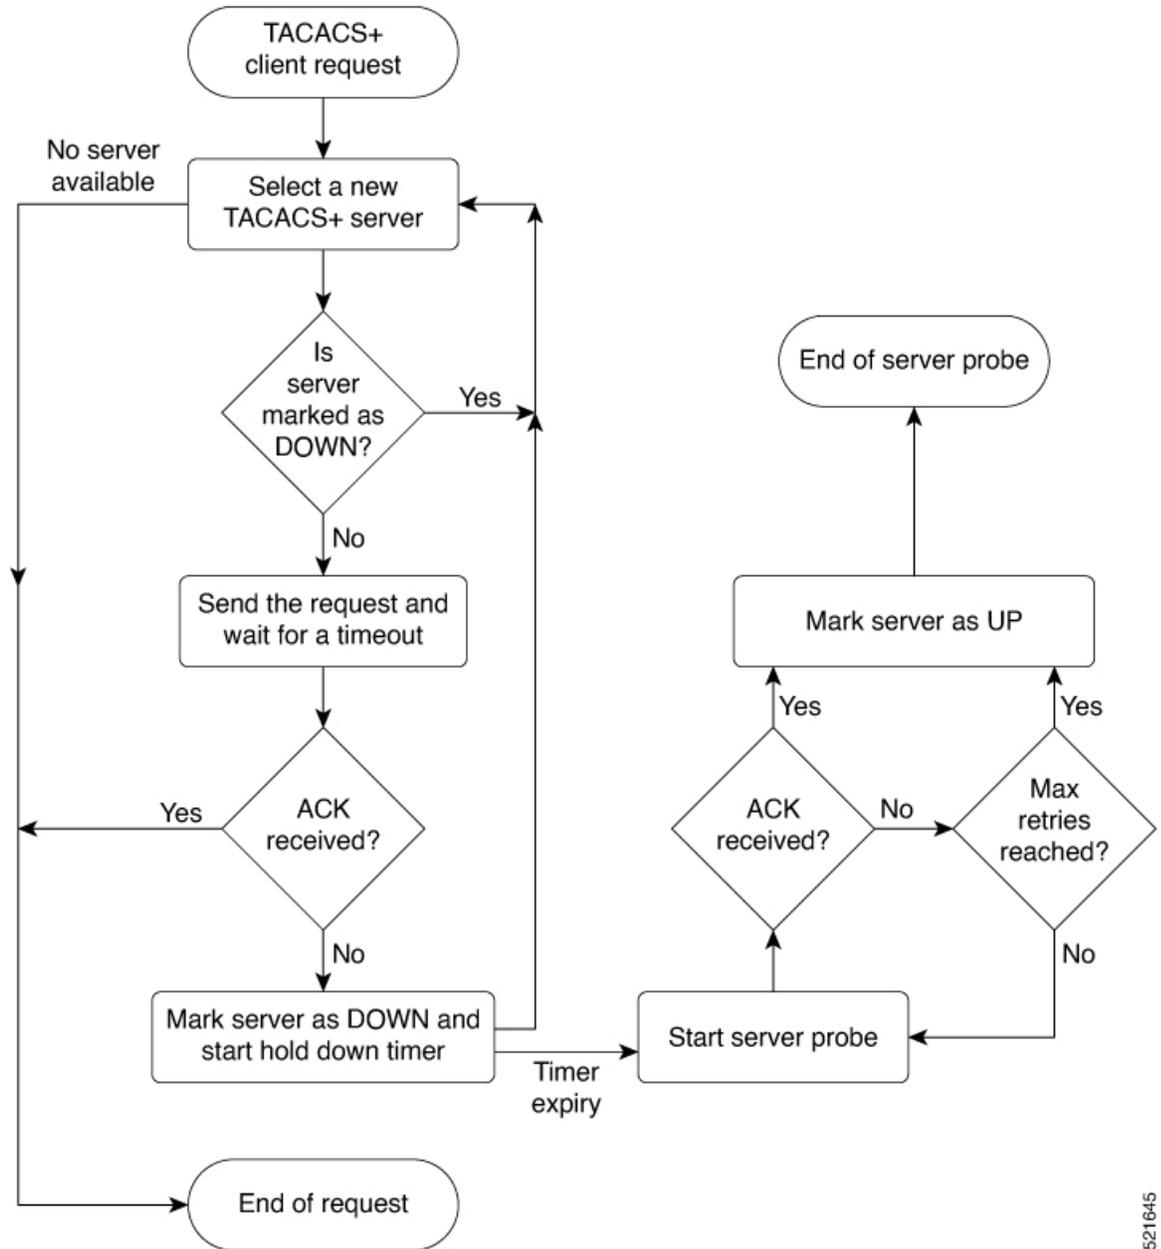 TACACS+
client request
No server
available
Select a new
TACACS+ server
Is
server
marked as
DOWN?
Yes
No
Send the request and
wait for a timeout
ACK
received?
Yes
No
Mark server as DOWN and
start hold down timer
Timer
expiry
End of request
End of server probe
Mark server as UP
Yes
Yes
ACK
received?
No
Max
retries
reached?
No
Start server probe
521645